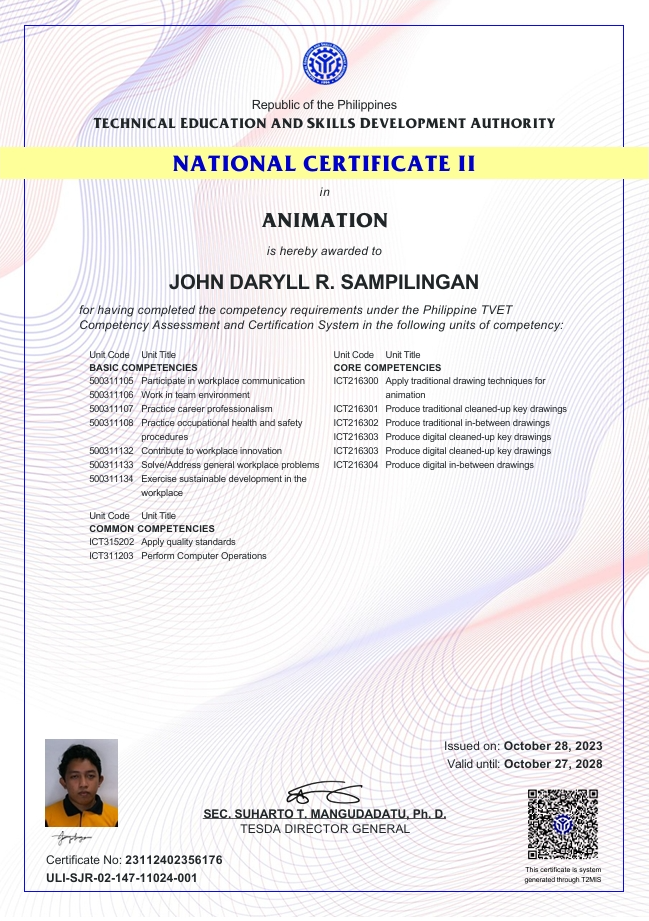 Republic of the Philippines
TECHNICAL EDUCATION AND SKILLS DEVELOPMENT AUTHORITY
NATIONAL CERTIFICATE II
in
ANIMATION
is hereby awarded to
JOHN DARYLL R. SAMPILINGAN
for having completed the competency requirements under the Philippine TVET
Competency Assessment and Certification System in the following units of competency:
Unit Code Unit Title
BASIC COMPETENCIES
500311105 Participate in workplace communication
500311106 Work in team environment
500311107 Practice career professionalism
500311108 Practice occupational health and safety
procedures
500311132 Contribute to workplace innovation
500311133 Solve/Address general workplace problems
500311134 Exercise sustainable development in the
workplace
Unit Code Unit Title
COMMON COMPETENCIES
ICT315202 Apply quality standards
ICT311203 Perform Computer Operations
Unit Code Unit Title
CORE COMPETENCIES
ICT216300 Apply traditional drawing techniques for
animation
ICT216301 Produce traditional cleaned-up key drawings
ICT216302 Produce traditional in-between drawings
ICT216303 Produce digital cleaned-up key drawings
ICT216303 Produce digital cleaned-up key drawings
ICT216304 Produce digital in-between drawings
Issued on: October 28, 2023
Valid until: October 27, 2028
SEC. SUHARTO T. MANGUDADATU, Ph. D.
TESDA DIRECTOR GENERAL
Certificate No: 23112402356176
ULI-SJR-02-147-11024-001
This certificate is system
generated through T2MIS